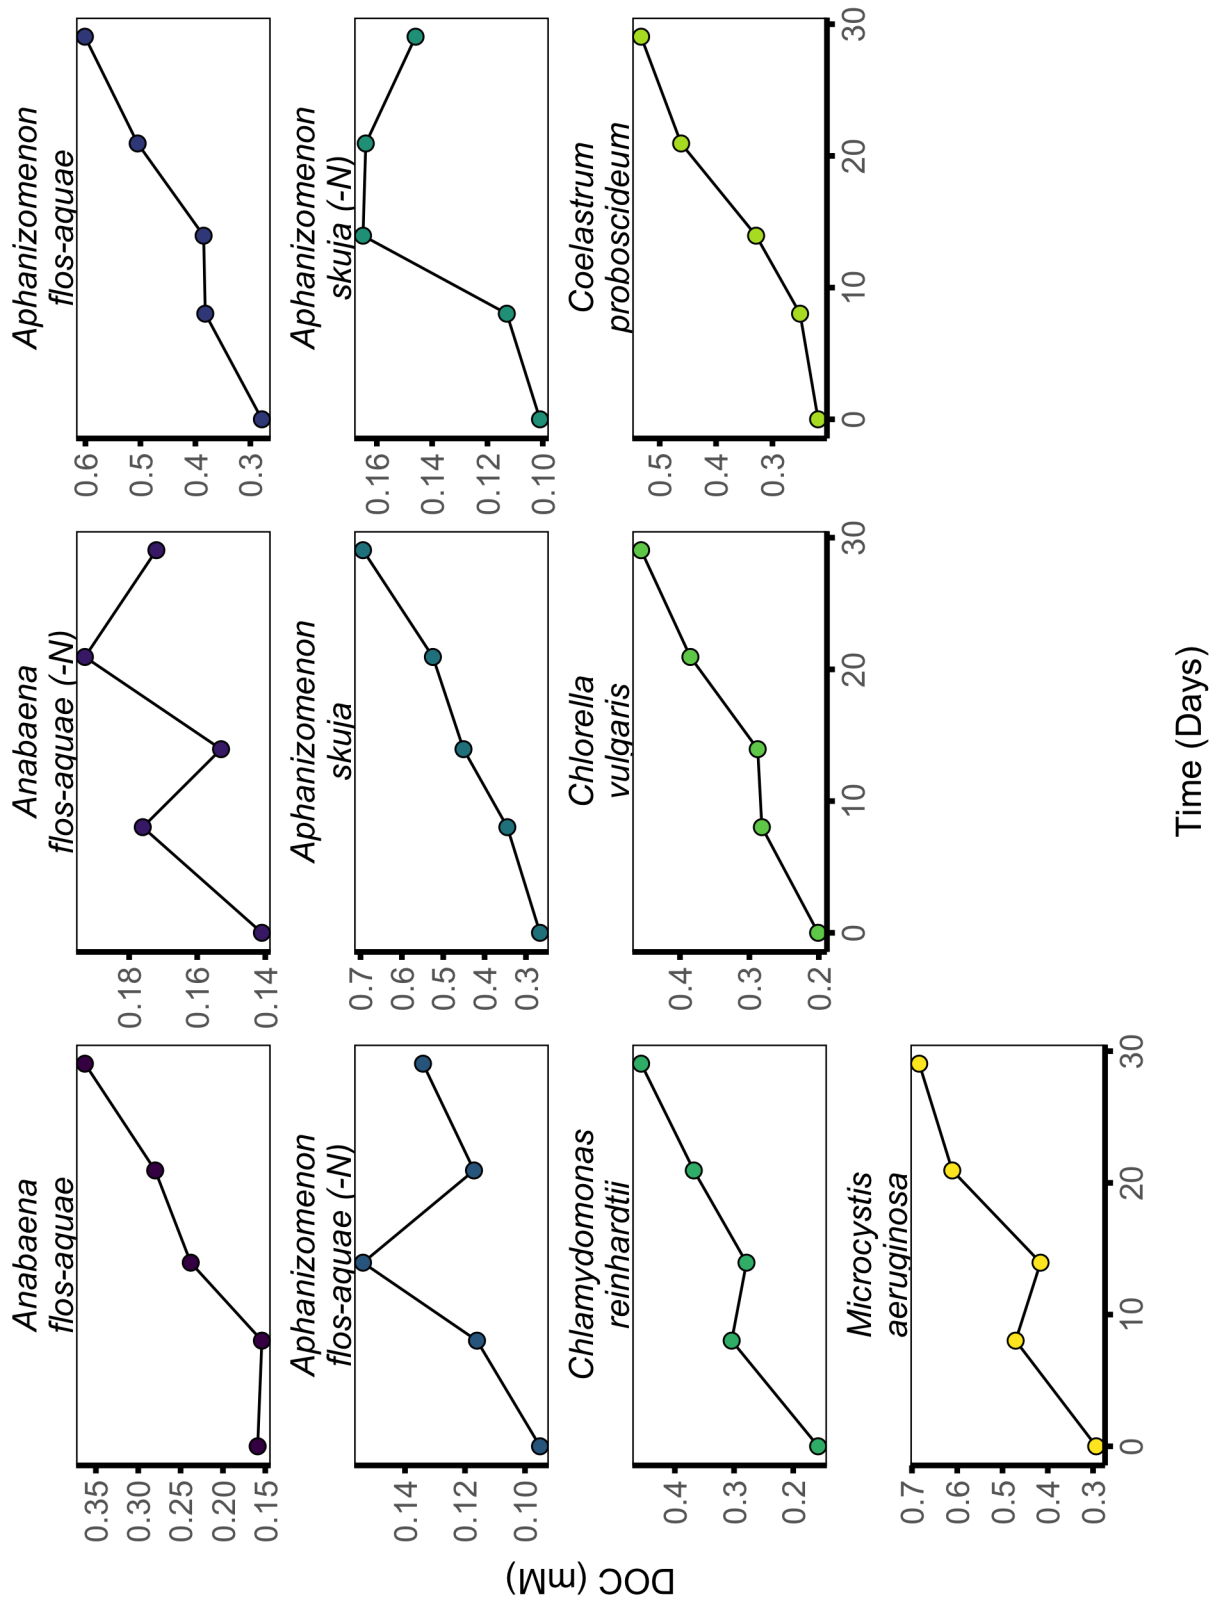 Anabaena
flos-aquae
0.35
0.30
0.25
0.20
0.15
Anabaena
flos-aquae (-N)
0.18
0.16
0.14
Aphanizomenon
flos-aquae
0.6
0.5
0.4
0.3
Aphanizomenon
flos-aquae (-N)
0.14
0.12
0.10
Aphanizomenon
skuja
0.7
0.6
0.5
0.4
0.3
Aphanizomenon
skuja (-N)
0.16
0.14
0.12
0.10
Chlamydomonas
reinhardtii
0.4
0.3
0.2
Chlorella
vulgaris
0.4
0.3
0.2
0 10 20 30
Coelastrum
proboscideum
0.5
0.4
0.3
0 10 20 30
Microcystis
aeruginosa
0.7
0.6
0.5
0.4
0.3
0 10 20 30
DOC (mM)
Time (Days)